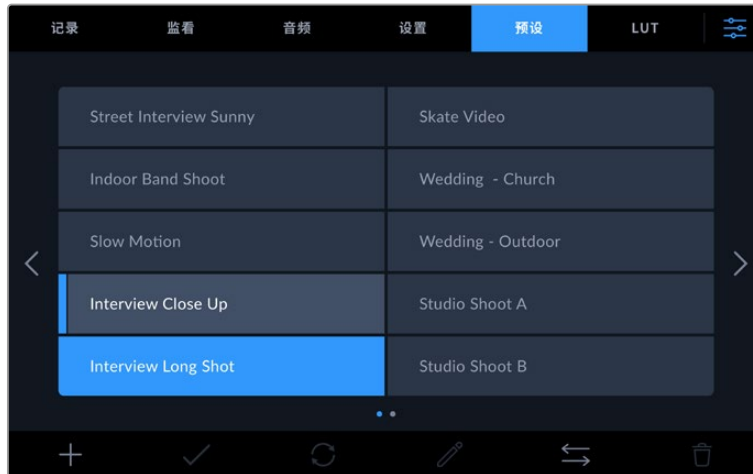 记录 监看 音频 设置 预设 LUT
Street Interview Sunny Skate Video
Indoor Band Shoot Wedding - Church
Slow Motion Wedding - Outdoor
Interview Close Up Studio Shoot A
Interview Long Shot Studio Shoot B